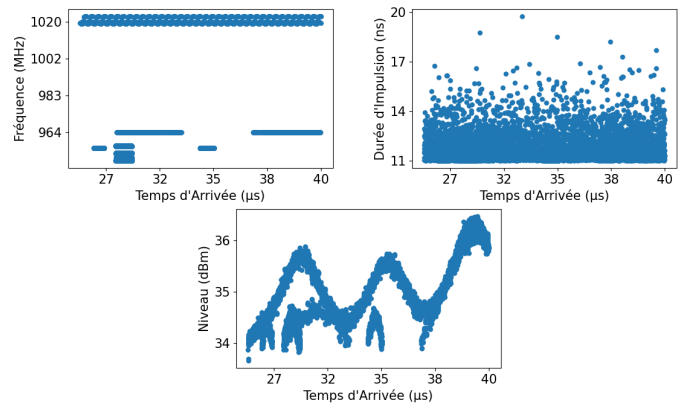 1020
1002
983
964
Fréquence (MHz)
27 32 35 38 40
Temps d'Arrivée (µs)
20
17
14
11
Durée d'Impulsion (ns)
27 32 35 38 40
Temps d'Arrivée (µs)
36
35
34
Niveau (dBm)
27 32 35 38 40
Temps d'Arrivée (µs)